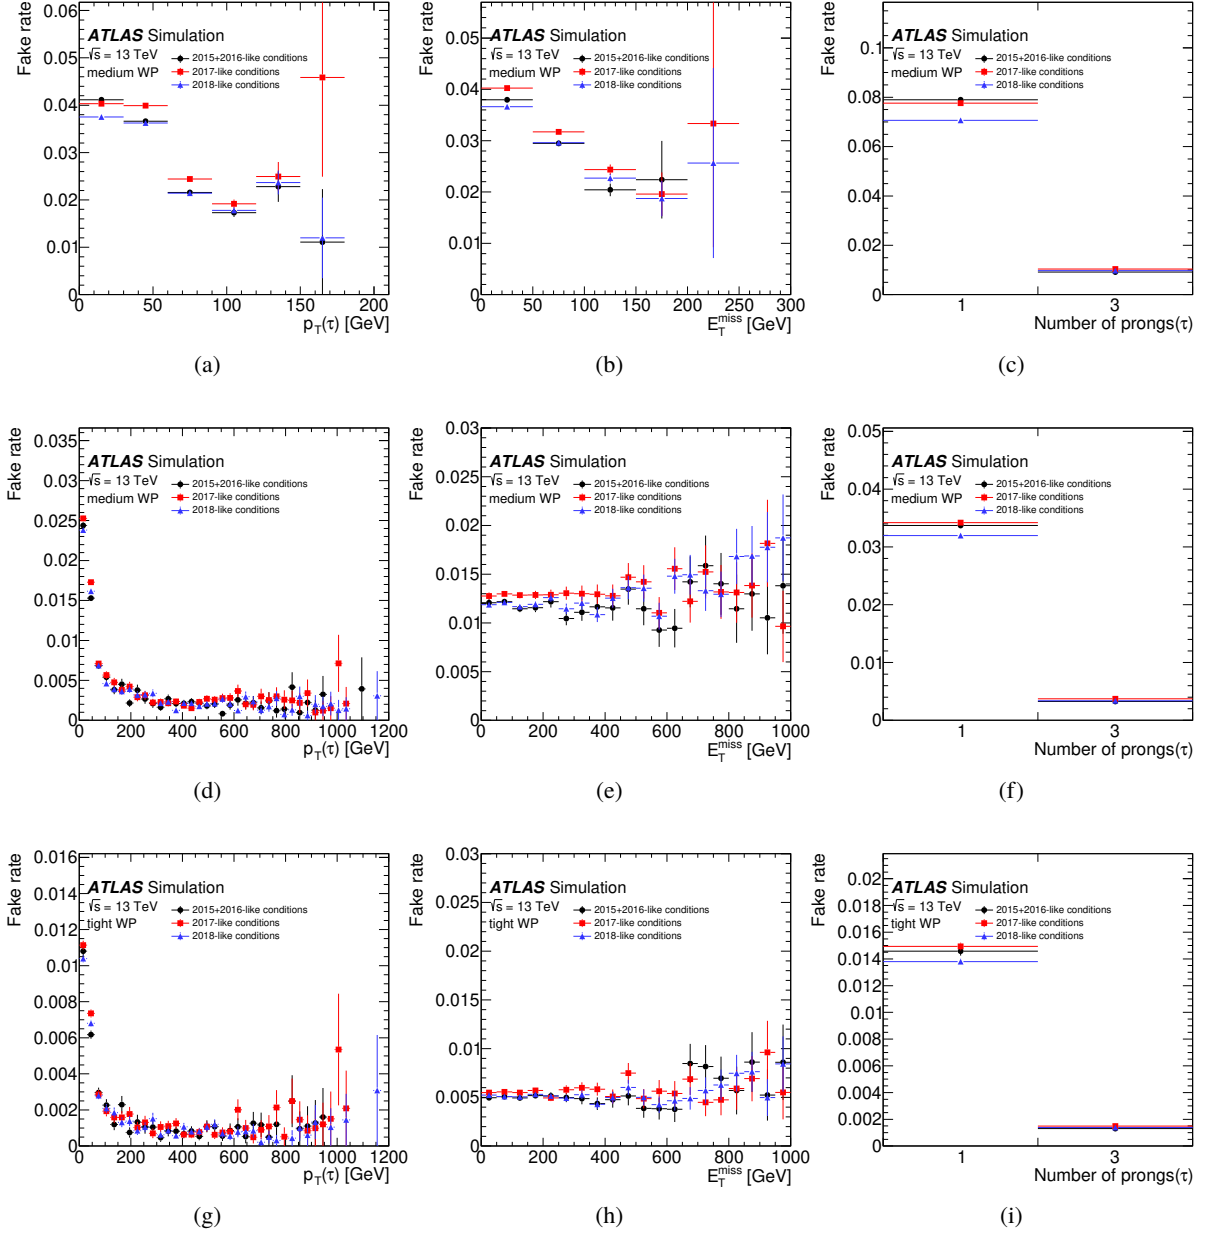 Fake rate
ATLAS Simulation
√s = 13 TeV
medium WP
2015+2016-like conditions
2017-like conditions
2018-like conditions
0.06
0.05
0.04
0.03
0.02
0.01
0
0 50 100 150 200
p_T(τ) [GeV]
(a)
Fake rate
ATLAS Simulation
√s = 13 TeV
medium WP
2015+2016-like conditions
2017-like conditions
2018-like conditions
0.05
0.04
0.03
0.02
0.01
0
0 50 100 150 200 250 300
E_T^miss [GeV]
(b)
Fake rate
ATLAS Simulation
√s = 13 TeV
medium WP
2015+2016-like conditions
2017-like conditions
2018-like conditions
0.1
0.08
0.06
0.04
0.02
0
1 3
Number of prongs(τ)
(c)
Fake rate
ATLAS Simulation
√s = 13 TeV
medium WP
2015+2016-like conditions
2017-like conditions
2018-like conditions
0.035
0.03
0.025
0.02
0.015
0.01
0.005
0
0 200 400 600 800 1000 1200
p_T(τ) [GeV]
(d)
Fake rate
ATLAS Simulation
√s = 13 TeV
medium WP
2015+2016-like conditions
2017-like conditions
2018-like conditions
0.03
0.025
0.02
0.015
0.01
0.005
0
0 200 400 600 800 1000
E_T^miss [GeV]
(e)
Fake rate
ATLAS Simulation
√s = 13 TeV
medium WP
2015+2016-like conditions
2017-like conditions
2018-like conditions
0.05
0.04
0.03
0.02
0.01
0
1 3
Number of prongs(τ)
(f)
Fake rate
ATLAS Simulation
√s = 13 TeV
tight WP
2015+2016-like conditions
2017-like conditions
2018-like conditions
0.016
0.014
0.012
0.01
0.008
0.006
0.004
0.002
0
0 200 400 600 800 1000 1200
p_T(τ) [GeV]
(g)
Fake rate
ATLAS Simulation
√s = 13 TeV
tight WP
2015+2016-like conditions
2017-like conditions
2018-like conditions
0.03
0.025
0.02
0.015
0.01
0.005
0
0 200 400 600 800 1000
E_T^miss [GeV]
(h)
Fake rate
ATLAS Simulation
√s = 13 TeV
tight WP
2015+2016-like conditions
2017-like conditions
2018-like conditions
0.02
0.018
0.016
0.014
0.012
0.01
0.008
0.006
0.004
0.002
0
1 3
Number of prongs(τ)
(i)